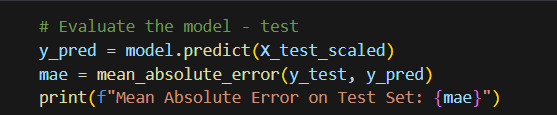 # Evaluate the model - test
y_pred = model.predict(X_test_scaled)
mae = mean_absolute_error(y_test, y_pred)
print(f"Mean Absolute Error on Test Set: {mae}")